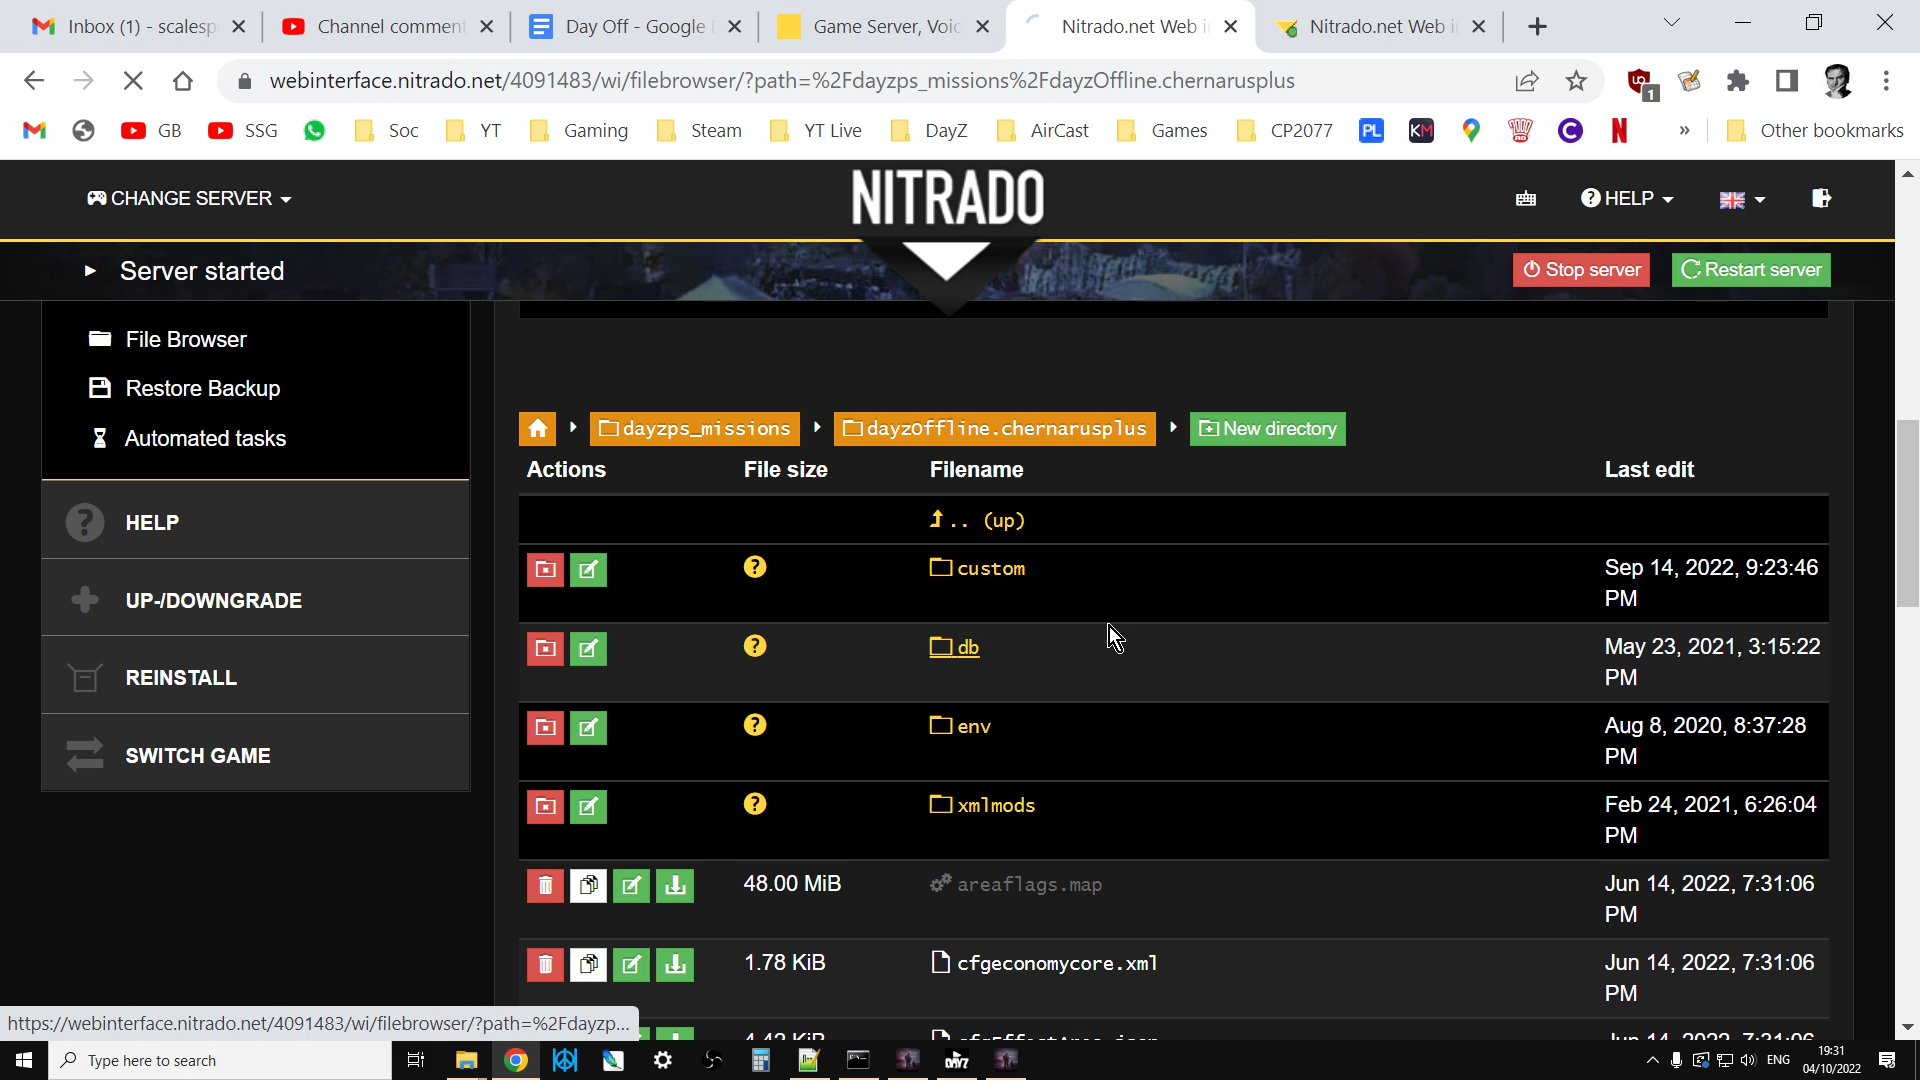 Inbox (1) - scalesp
Channel comment
Day Off - Google
Game Server, Voic
Nitrado.net Web i
Nitrado.net Web i
webinterface.nitrado.net/4091483/wi/filebrowser/?path=%2Fdayzps_missions%2FdayzOffline.chernarusplus
1
GB
SSG
Soc
YT
Gaming
Steam
YT Live
DayZ
AirCast
Games
CP2077
PL
KM
C
N
»
Other bookmarks
CHANGE SERVER
NITRADO
HELP
Server started
Stop server
Restart server
File Browser
Restore Backup
Automated tasks
HELP
UP-/DOWNGRADE
REINSTALL
SWITCH GAME
dayzps_missions
dayzOffline.chernarusplus
New directory
Actions
File size
Filename
Last edit
.. (up)
custom
Sep 14, 2022, 9:23:46
PM
db
May 23, 2021, 3:15:22
PM
env
Aug 8, 2020, 8:37:28
PM
xmlmods
Feb 24, 2021, 6:26:04
PM
48.00 MiB
areaflags.map
Jun 14, 2022, 7:31:06
PM
1.78 KiB
cfgeconomycore.xml
Jun 14, 2022, 7:31:06
PM
https://webinterface.nitrado.net/4091483/wi/filebrowser/?path=%2Fdayzp...
Type here to search
DAYZ
ENG
19:31
04/10/2022